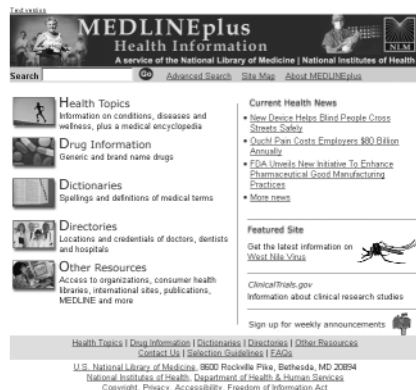 Text version
MEDLINEplus
Health Information
A service of the National Library of Medicine | National Institutes of Health
NLM
Search Go Advanced Search Site Map About MEDLINEplus
Health Topics
Information on conditions, diseases and
wellness, plus a medical encyclopedia
Drug Information
Generic and brand name drugs
Dictionaries
Spellings and definitions of medical terms
Directories
Locations and credentials of doctors, dentists
and hospitals
Other Resources
Access to organizations, consumer health
libraries, international sites, publications,
MEDLINE and more
Current Health News
• New Device Helps Blind People Cross
Streets Safely
• Ouch! Pain Costs Employers $80 Billion
Annually
• FDA Unveils New Initiative To Enhance
Pharmaceutical Good Manufacturing
Practices
• More news
Featured Site
Get the latest information on
West Nile Virus
ClinicalTrials.gov
Information about clinical research studies
Sign up for weekly announcements
Health Topics | Drug Information | Dictionaries | Directories | Other Resources
Contact Us | Selection Guidelines | FAQs
U.S. National Library of Medicine, 8600 Rockville Pike, Bethesda, MD 20894
National Institutes of Health, Department of Health & Human Services
Copyright, Privacy, Accessibility, Freedom of Information Act